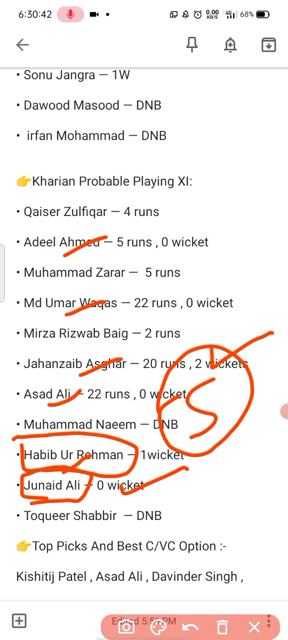 6:30:42
0.00
KB/S
4G
68%
• Sonu Jangra – 1W
• Dawood Masood – DNB
• irfan Mohammad – DNB
👉Kharian Probable Playing XI:
• Qaiser Zulfiqar – 4 runs
• Adeel Ahmed – 5 runs , 0 wicket
• Muhammad Zarar – 5 runs
• Md Umar Waqas – 22 runs , 0 wicket
• Mirza Rizwab Baig – 2 runs
• Jahanzaib Asghar – 20 runs , 2 wickets
• Asad Ali – 22 runs , 0 wicket
• Muhammad Naeem – DNB
• Habib Ur Rehman – 1wicket
• Junaid Ali – 0 wicket
• Toqueer Shabbir – DNB
👉Top Picks And Best C/VC Option :-
Kishitij Patel , Asad Ali , Davinder Singh ,
PM